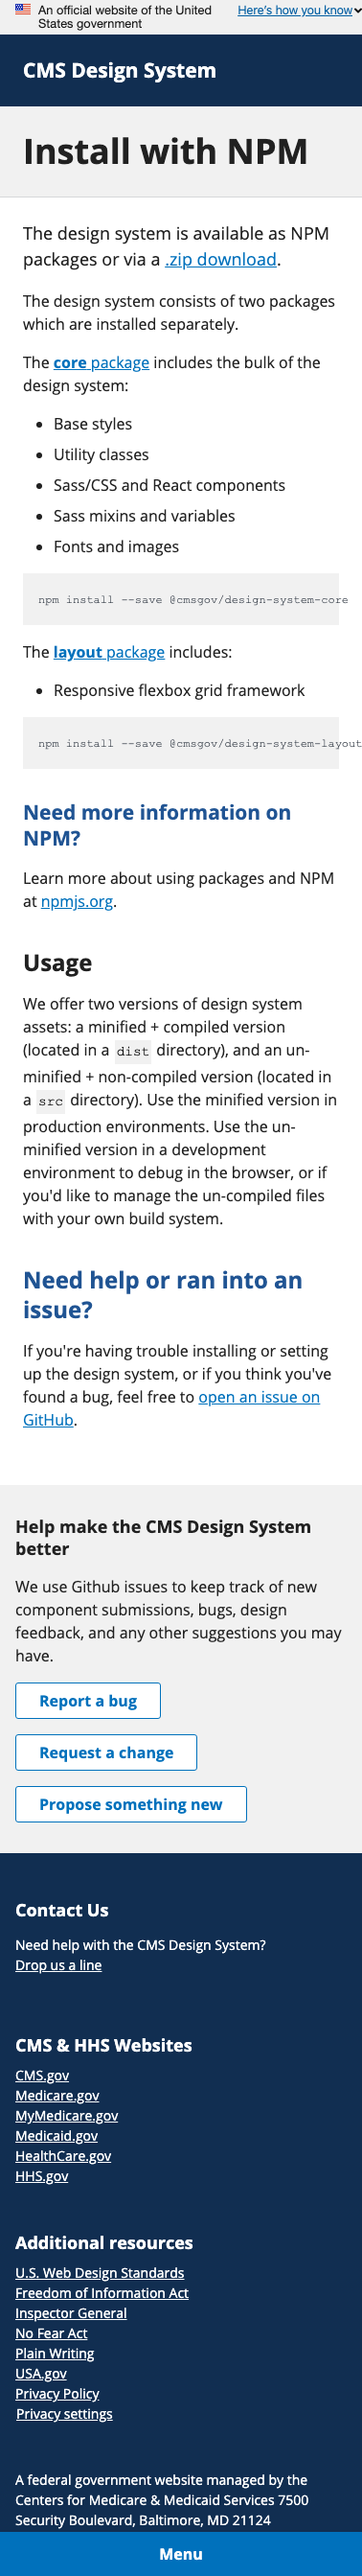 An official website of the United
States government
Here's how you know
CMS Design System
Install with NPM
The design system is available as NPM
packages or via a .zip download.
The design system consists of two packages
which are installed separately.
The core package includes the bulk of the
design system:
• Base styles
• Utility classes
• Sass/CSS and React components
• Sass mixins and variables
• Fonts and images
npm install --save @cmsgov/design-system-core
The layout package includes:
• Responsive flexbox grid framework
npm install --save @cmsgov/design-system-layout
Need more information on
NPM?
Learn more about using packages and NPM
at npmjs.org.
Usage
We offer two versions of design system
assets: a minified + compiled version
(located in a dist directory), and an un-
minified + non-compiled version (located in
a src directory). Use the minified version in
production environments. Use the un-
minified version in a development
environment to debug in the browser, or if
you'd like to manage the un-compiled files
with your own build system.
Need help or ran into an
issue?
If you're having trouble installing or setting
up the design system, or if you think you've
found a bug, feel free to open an issue on
GitHub.
Help make the CMS Design System
better
We use Github issues to keep track of new
component submissions, bugs, design
feedback, and any other suggestions you may
have.
Report a bug
Request a change
Propose something new
Contact Us
Need help with the CMS Design System?
Drop us a line
CMS & HHS Websites
CMS.gov
Medicare.gov
MyMedicare.gov
Medicaid.gov
HealthCare.gov
HHS.gov
Additional resources
U.S. Web Design Standards
Freedom of Information Act
Inspector General
No Fear Act
Plain Writing
USA.gov
Privacy Policy
Privacy settings
A federal government website managed by the
Centers for Medicare & Medicaid Services 7500
Security Boulevard, Baltimore, MD 21124
Menu